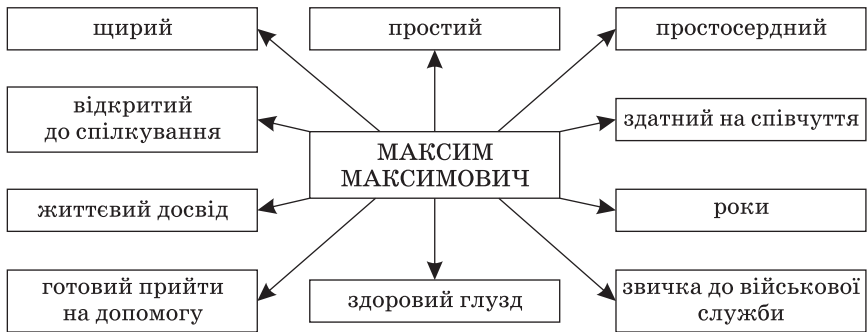 щирий
простий
простосердний
відкритий
до спілкування
здатний на співчуття
МАКСИМ
МАКСИМОВИЧ
життєвий досвід
роки
готовий прийти
на допомогу
здоровий глузд
звичка до військової
служби